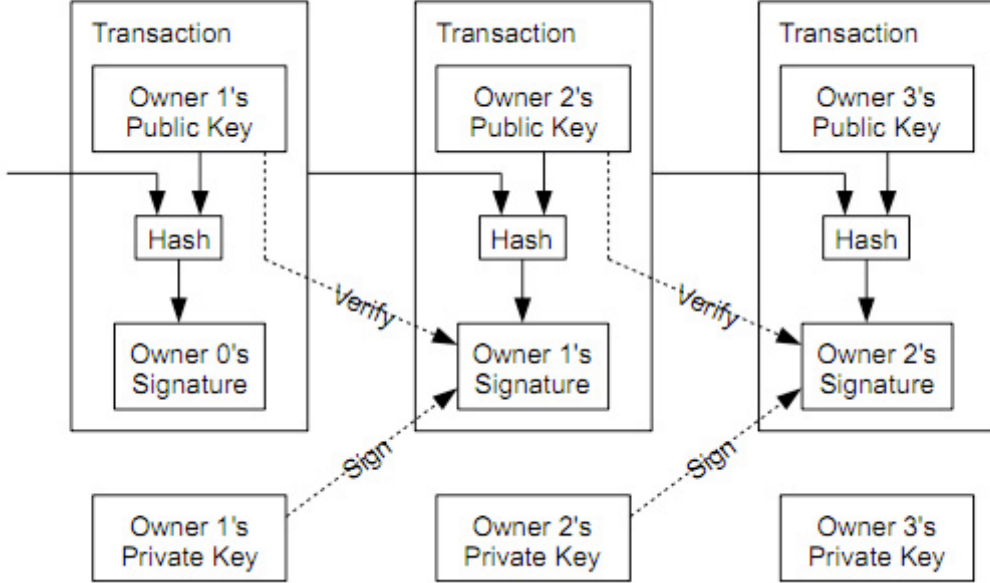 Transaction
Owner 1's
Public Key
Hash
Verify
Owner 0's
Signature
Transaction
Owner 2's
Public Key
Hash
Verify
Owner 1's
Signature
Transaction
Owner 3's
Public Key
Hash
Owner 2's
Signature
Sign
Sign
Owner 1's
Private Key
Owner 2's
Private Key
Owner 3's
Private Key